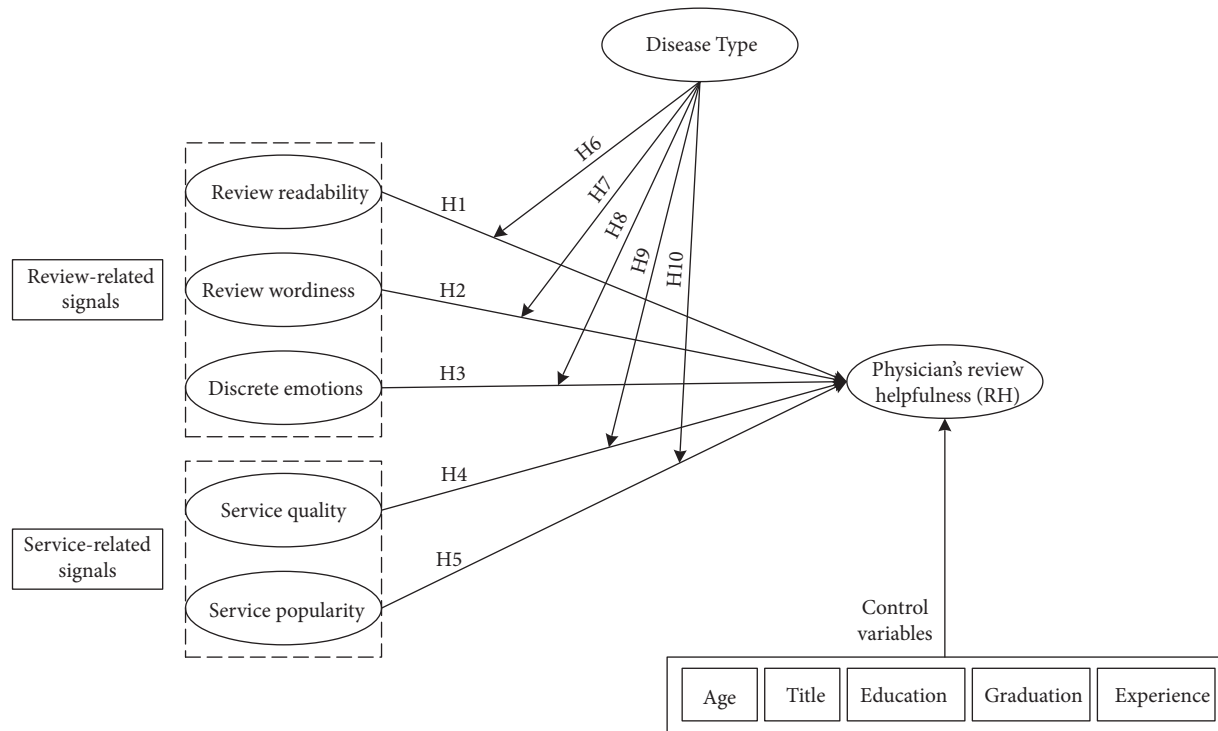 Disease Type
H6
H7
H8
H9
H10
Review readability
H1
Review-related
signals
Review wordiness
H2
Discrete emotions
H3
Physician's review
helpfulness (RH)
Service quality
H4
Service-related
signals
H5
Service popularity
Control
variables
Age
Title
Education
Graduation
Experience